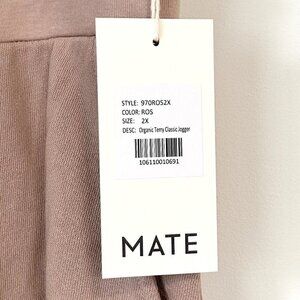 STYLE: 970ROS2X
COLOR: ROS
SIZE: 2X
DESC: Organic Terry Classic Jogger
106110010691
MATE